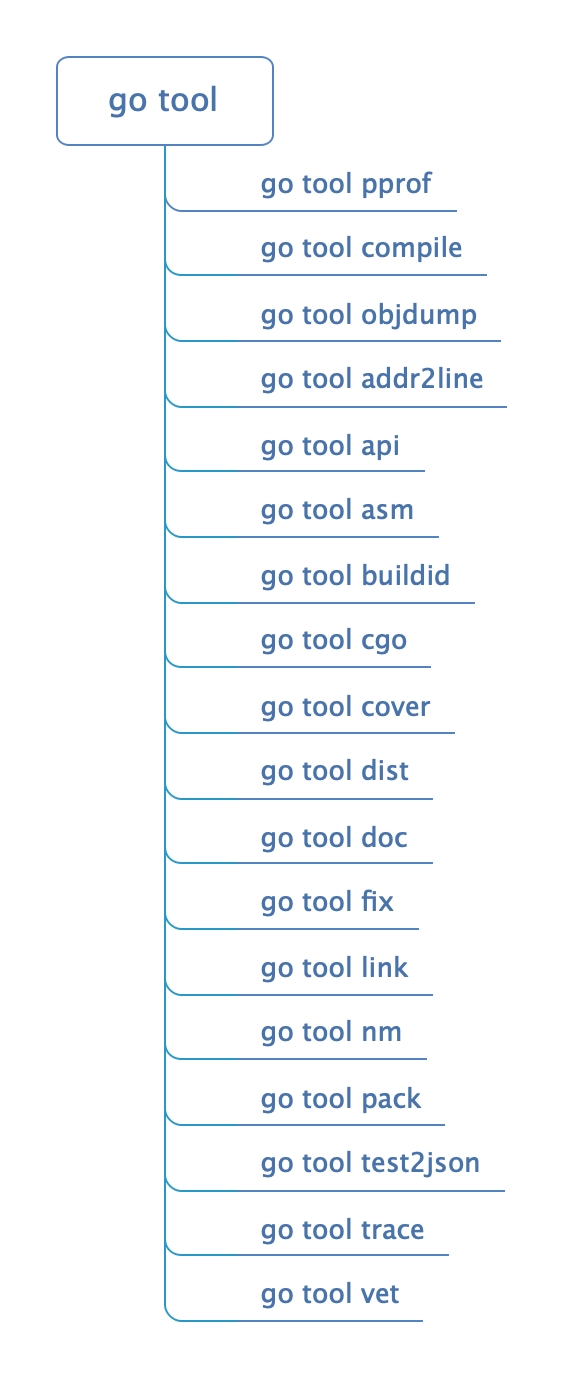 go tool
go tool pprof
go tool compile
go tool objdump
go tool addr2line
go tool api
go tool asm
go tool buildid
go tool cgo
go tool cover
go tool dist
go tool doc
go tool fix
go tool link
go tool nm
go tool pack
go tool test2json
go tool trace
go tool vet